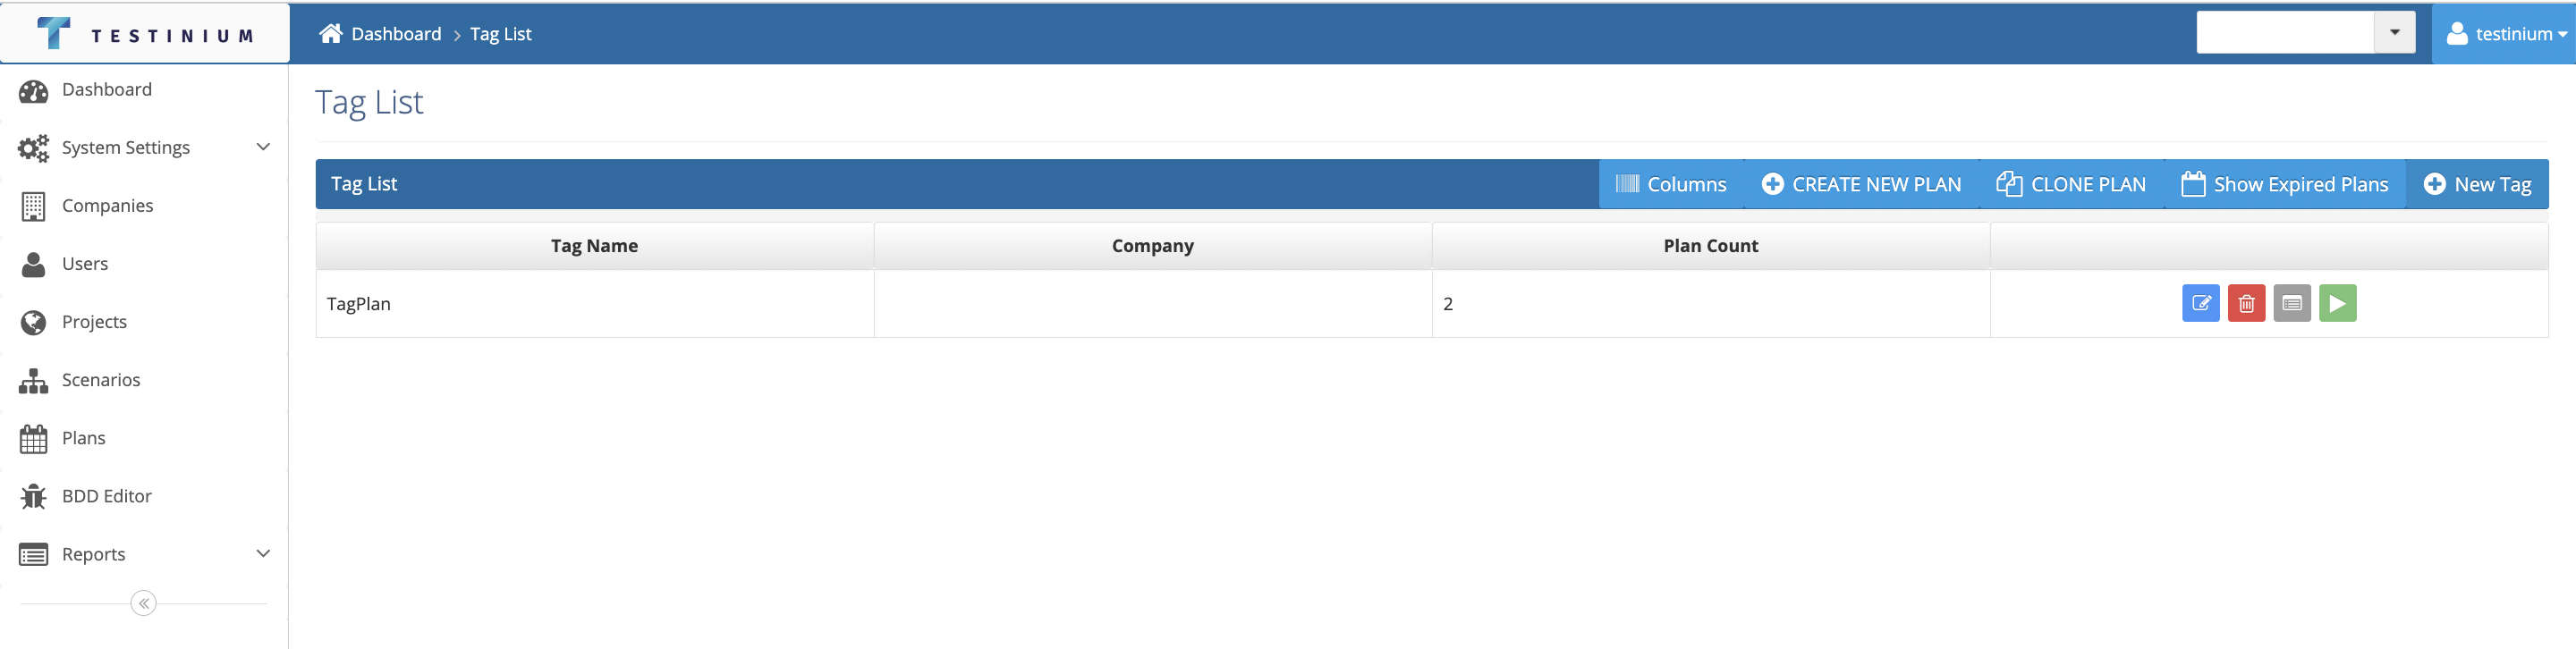 TESTINIUM
Dashboard > Tag List
testinium
Dashboard
System Settings
Companies
Users
Projects
Scenarios
Plans
BDD Editor
Reports
Tag List
Tag List
Columns
CREATE NEW PLAN
CLONE PLAN
Show Expired Plans
New Tag
Tag Name
Company
Plan Count
TagPlan
2